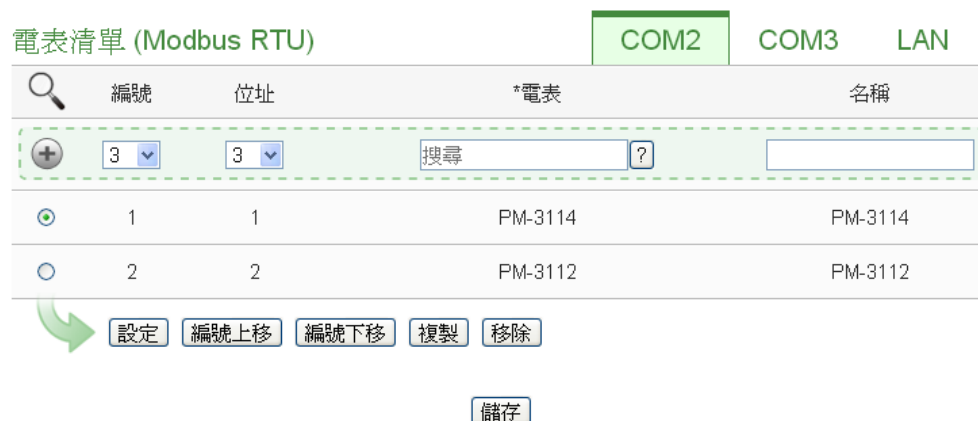 電表清單 (Modbus RTU) COM2 COM3 LAN
編號 位址 *電表 名稱
3 3 搜尋 ?
1 1 PM-3114 PM-3114
2 2 PM-3112 PM-3112
設定 編號上移 編號下移 複製 移除
儲存